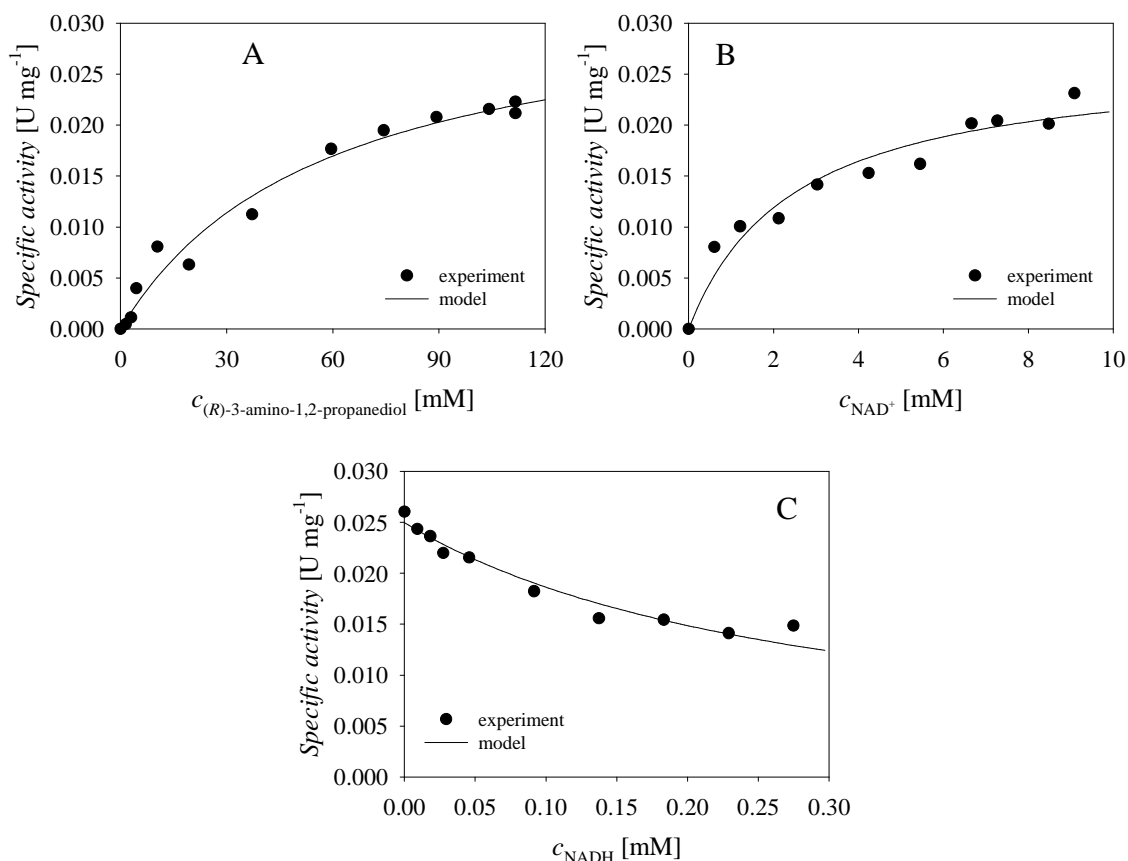 A
Specific activity [U mg⁻¹]
0.030
0.025
0.020
0.015
0.010
0.005
0.000
experiment
model
0 30 60 90 120
c(R)-3-amino-1,2-propanediol [mM]
B
Specific activity [U mg⁻¹]
0.030
0.025
0.020
0.015
0.010
0.005
0.000
experiment
model
0 2 4 6 8 10
cNAD⁺ [mM]
C
Specific activity [U mg⁻¹]
0.030
0.025
0.020
0.015
0.010
0.005
0.000
experiment
model
0.00 0.05 0.10 0.15 0.20 0.25 0.30
cNADH [mM]